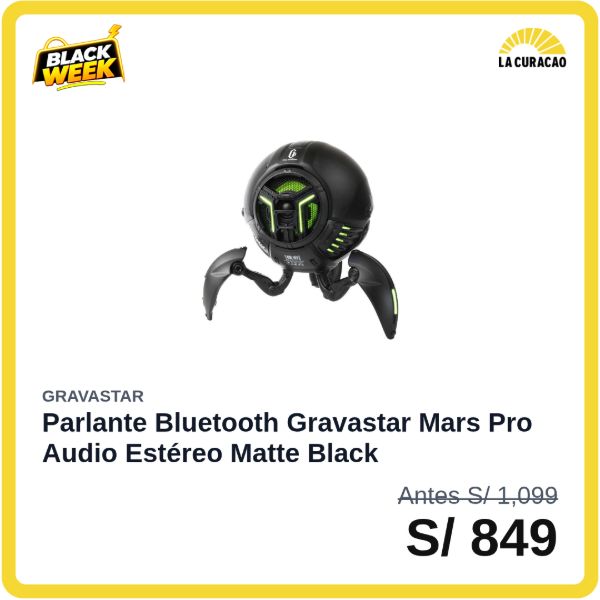 BLACK
WEEK
LA CURACAO
GRAVASTAR
Parlante Bluetooth Gravastar Mars Pro
Audio Estéreo Matte Black
Antes S/ 1,099
S/ 849